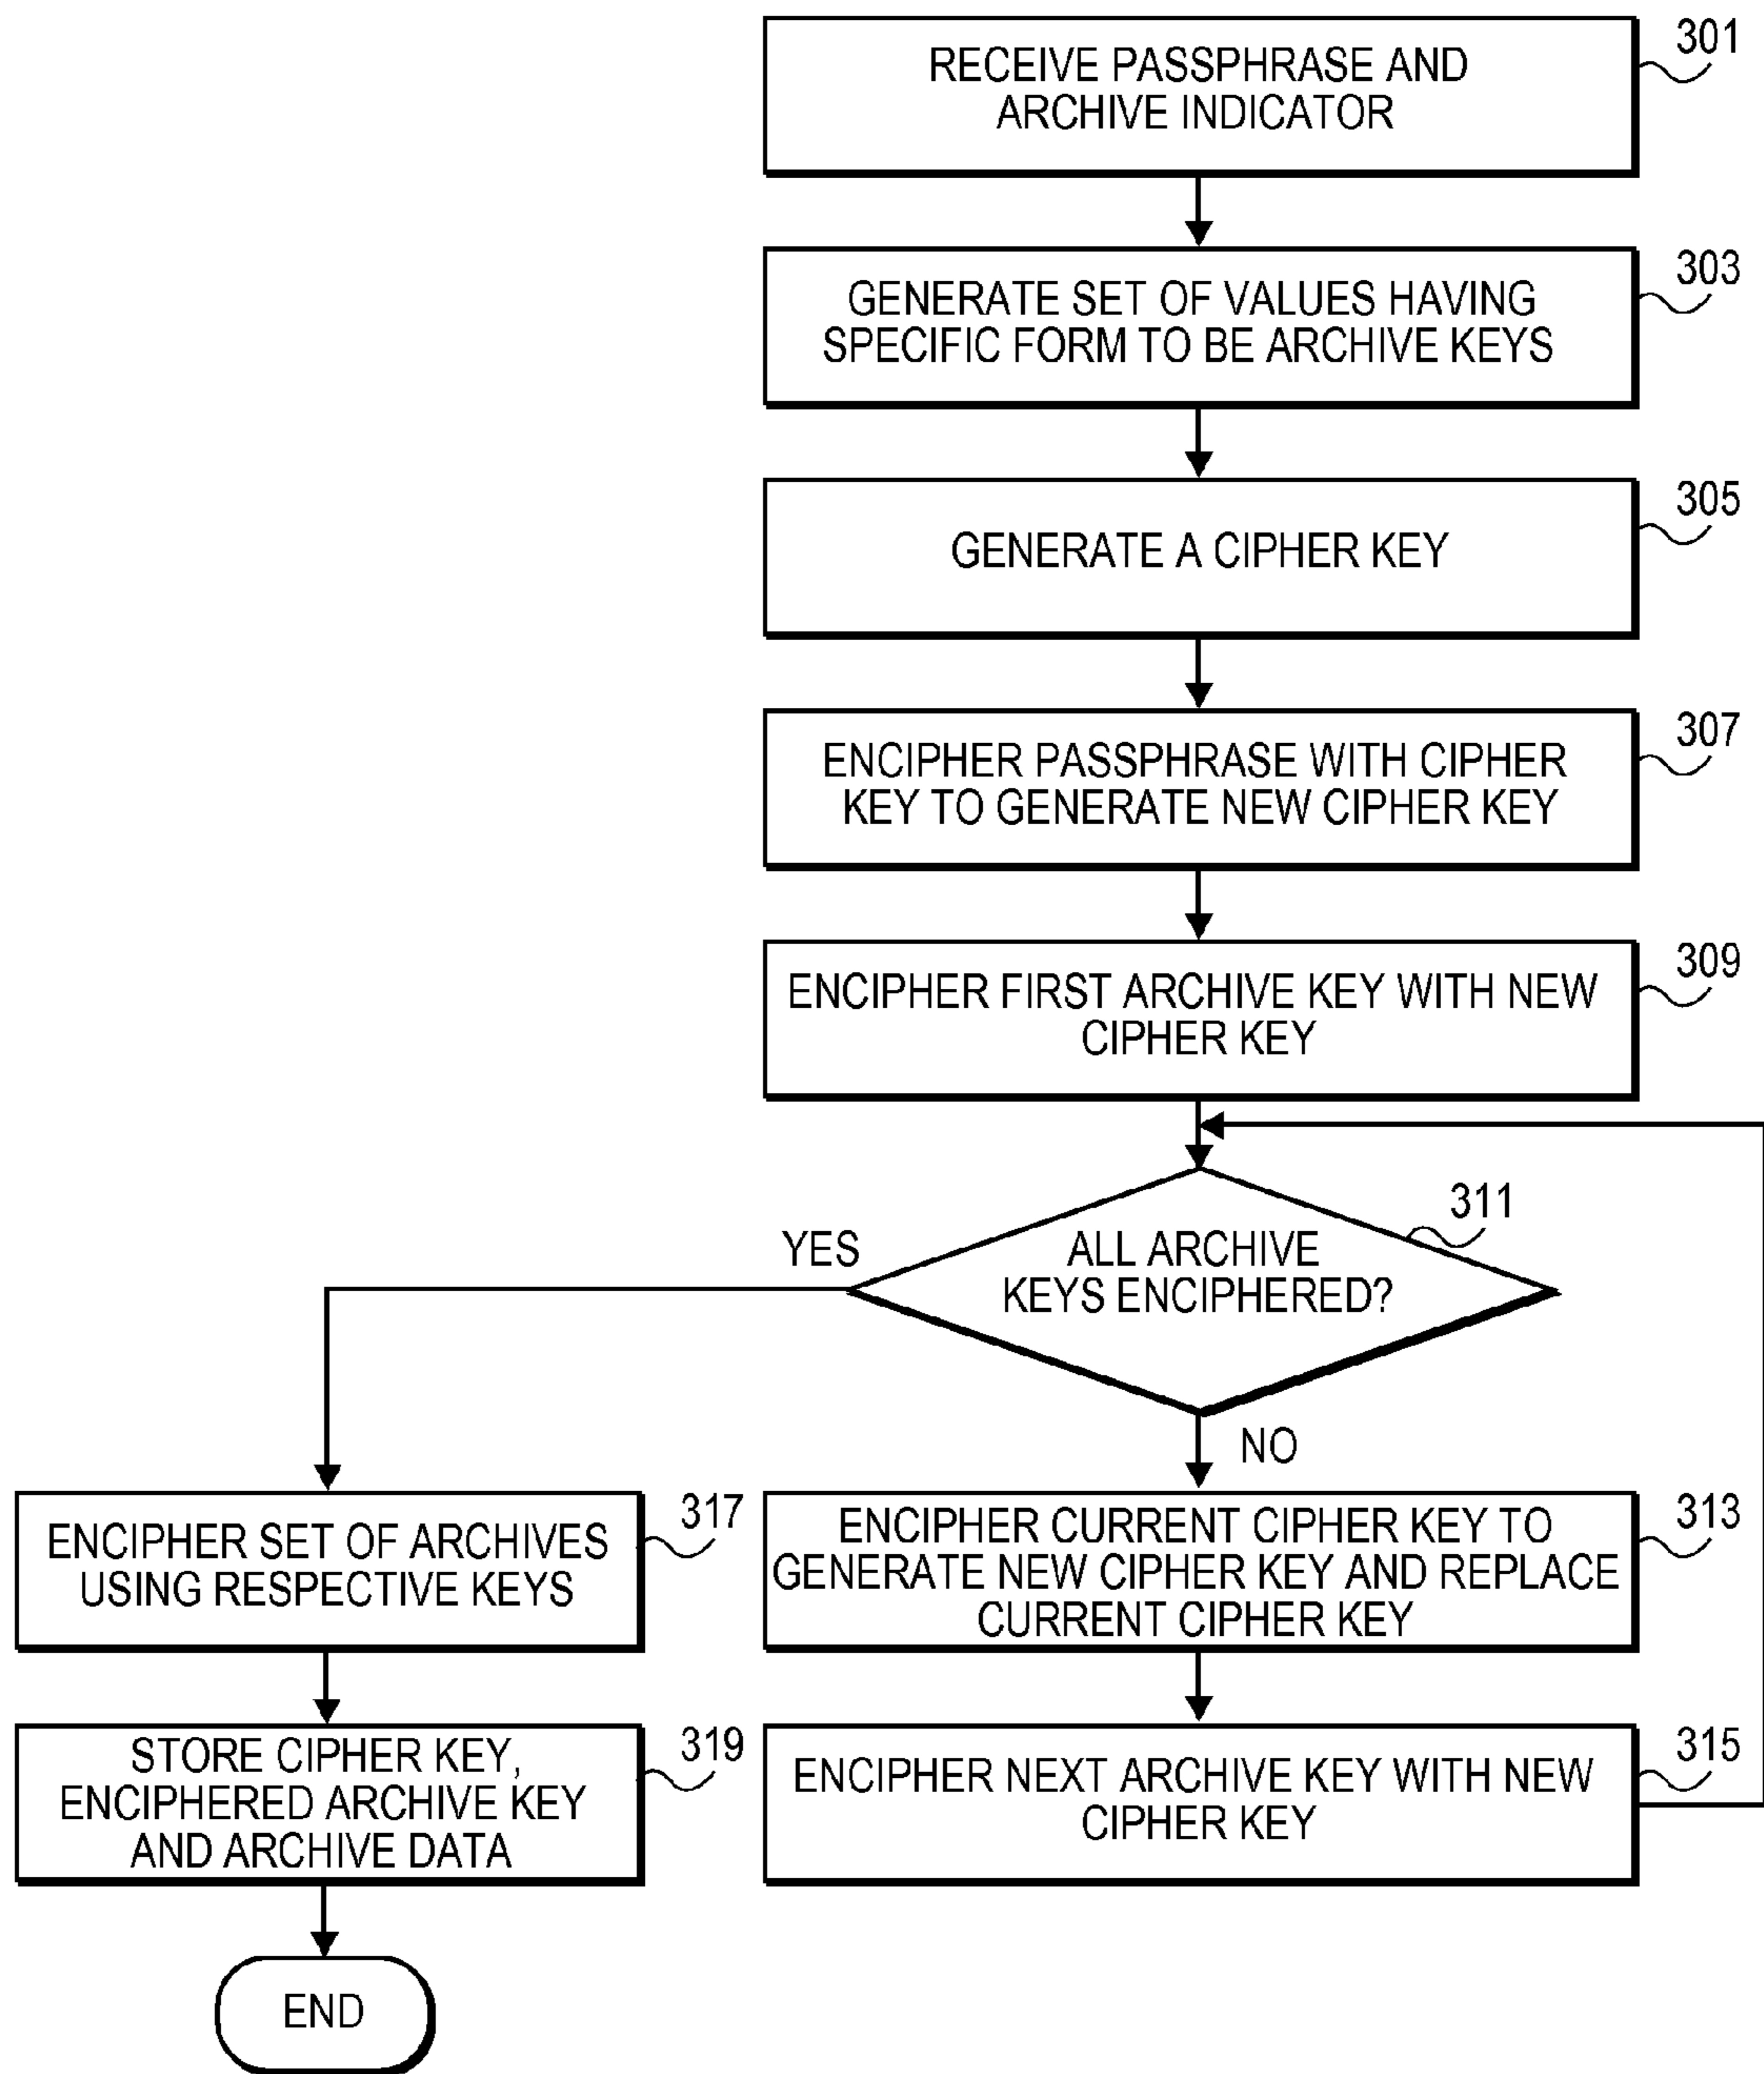 RECEIVE PASSPHRASE AND
ARCHIVE INDICATOR
301
GENERATE SET OF VALUES HAVING
SPECIFIC FORM TO BE ARCHIVE KEYS
303
GENERATE A CIPHER KEY
305
ENCIPHER PASSPHRASE WITH CIPHER
KEY TO GENERATE NEW CIPHER KEY
307
ENCIPHER FIRST ARCHIVE KEY WITH NEW
CIPHER KEY
309
ALL ARCHIVE
KEYS ENCIPHERED?
311
YES
NO
ENCIPHER SET OF ARCHIVES
USING RESPECTIVE KEYS
317
ENCIPHER CURRENT CIPHER KEY TO
GENERATE NEW CIPHER KEY AND REPLACE
CURRENT CIPHER KEY
313
STORE CIPHER KEY,
ENCIPHERED ARCHIVE KEY
AND ARCHIVE DATA
319
ENCIPHER NEXT ARCHIVE KEY WITH NEW
CIPHER KEY
315
END